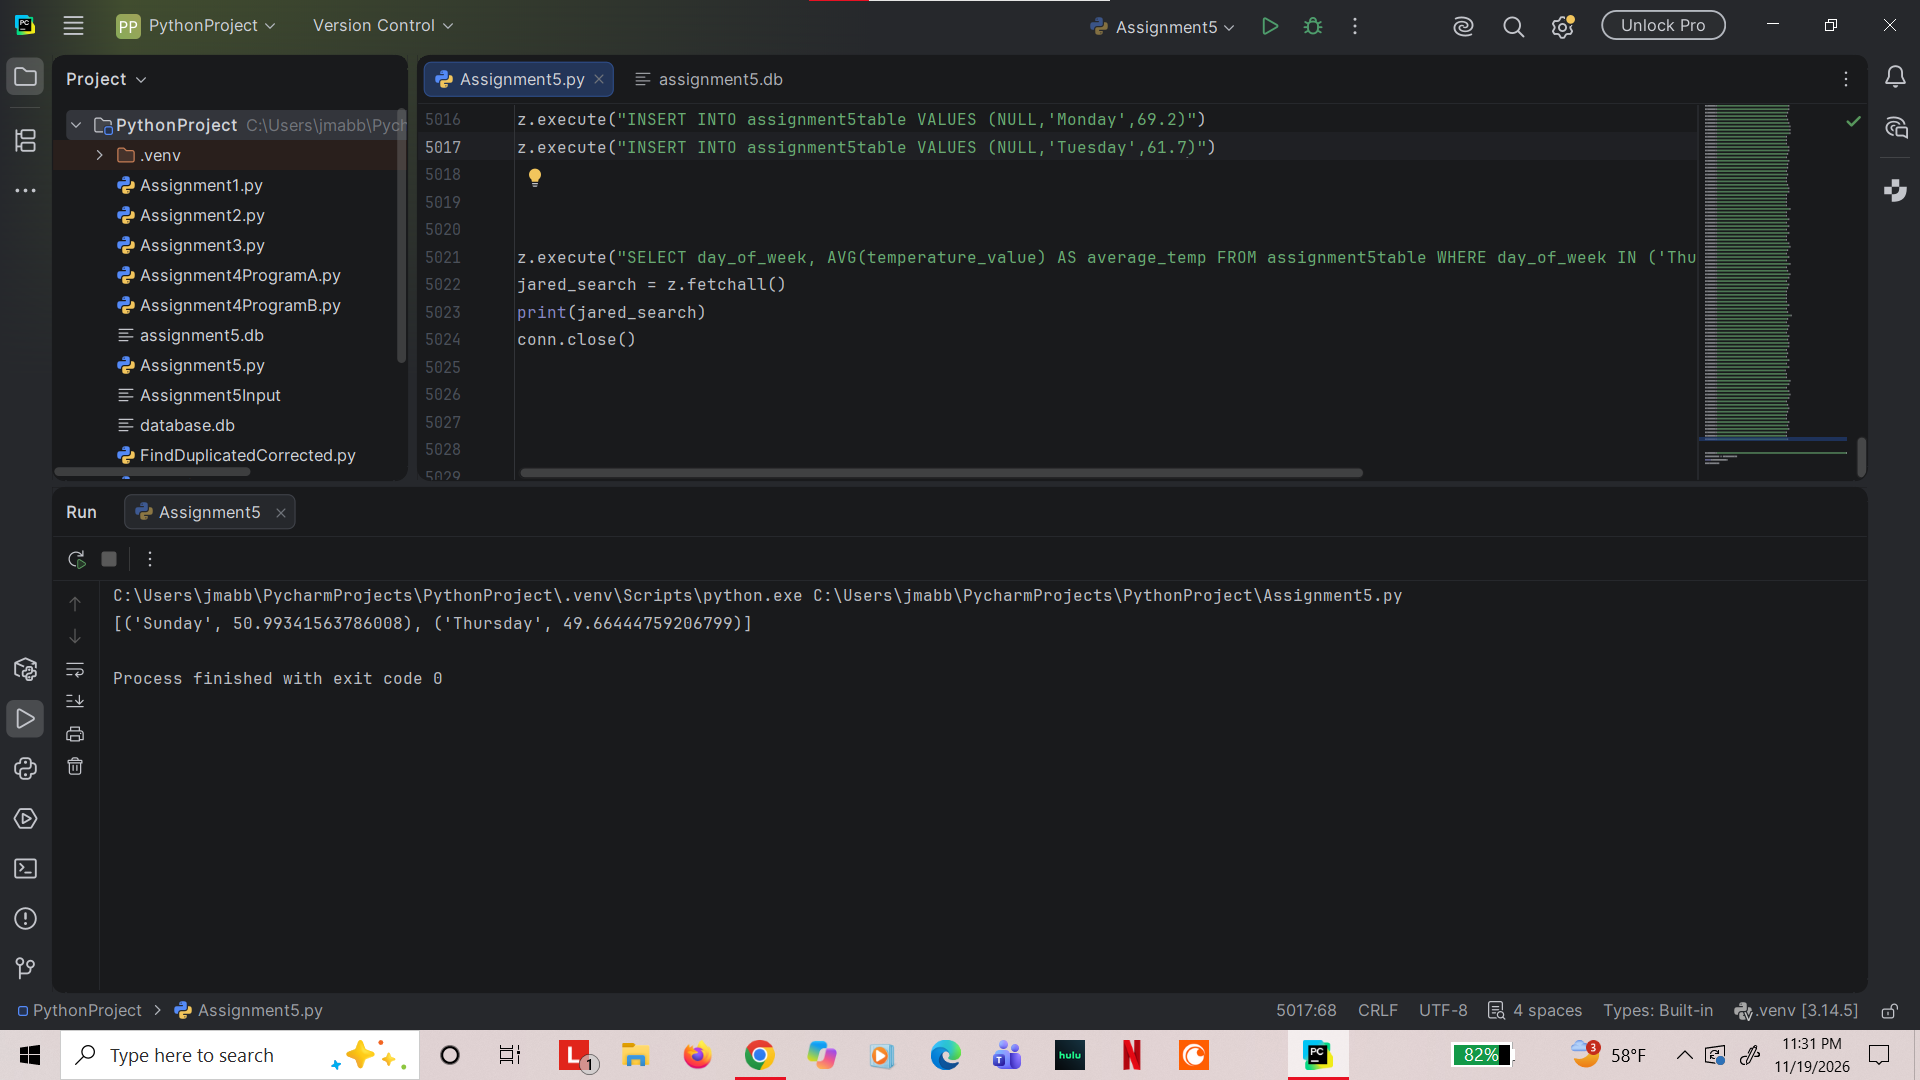 PC
PP
PythonProject
Version Control
Assignment5
Unlock Pro
Project
PythonProject C:\Users\jmabb\Pych
.venv
Assignment1.py
Assignment2.py
Assignment3.py
Assignment4ProgramA.py
Assignment4ProgramB.py
assignment5.db
Assignment5.py
Assignment5Input
database.db
FindDuplicatedCorrected.py
Assignment5.py
assignment5.db
5016 z.execute("INSERT INTO assignment5table VALUES (NULL,'Monday',69.2)")
5017 z.execute("INSERT INTO assignment5table VALUES (NULL,'Tuesday',61.7)")
5018
5019
5020
5021 z.execute("SELECT day_of_week, AVG(temperature_value) AS average_temp FROM assignment5table WHERE day_of_week IN ('Thu
5022 jared_search = z.fetchall()
5023 print(jared_search)
5024 conn.close()
5025
5026
5027
5028
5029
Run
Assignment5
C:\Users\jmabb\PycharmProjects\PythonProject\.venv\Scripts\python.exe C:\Users\jmabb\PycharmProjects\PythonProject\Assignment5.py
[('Sunday', 50.99341563786008), ('Thursday', 49.66444759206799)]
Process finished with exit code 0
PythonProject
Assignment5.py
5017:68
CRLF
UTF-8
4 spaces
Types: Built-in
.venv [3.14.5]
Type here to search
L
1
T
hulu
N
PC
82%
3
58°F
11:31 PM
11/19/2026